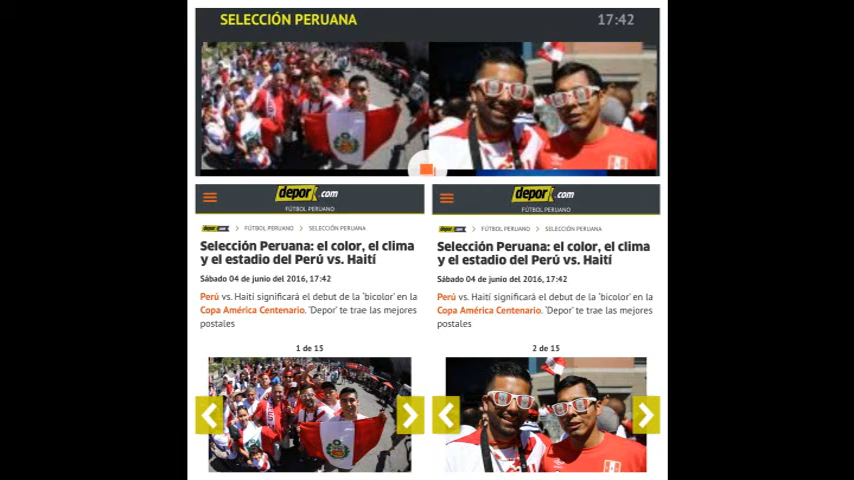 SELECCIÓN PERUANA 17:42
depor.com
FÚTBOL PERUANO
depor.com > FÚTBOL PERUANO > SELECCIÓN PERUANA
Selección Peruana: el color, el clima
y el estadio del Perú vs. Haití
Sábado 04 de junio del 2016, 17:42
Perú vs. Haití significará el debut de la 'bicolor' en la
Copa América Centenario. 'Depor' te trae las mejores
postales
1 de 15
depor.com
FÚTBOL PERUANO
depor.com > FÚTBOL PERUANO > SELECCIÓN PERUANA
Selección Peruana: el color, el clima
y el estadio del Perú vs. Haití
Sábado 04 de junio del 2016, 17:42
Perú vs. Haití significará el debut de la 'bicolor' en la
Copa América Centenario. 'Depor' te trae las mejores
postales
2 de 15